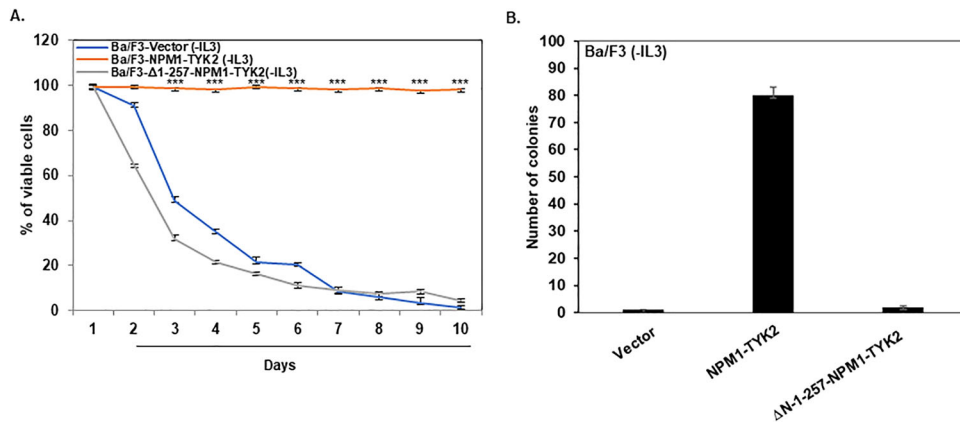 A.
120
100
80
60
40
20
0
% of viable cells
Ba/F3-Vector (-IL3)
Ba/F3-NPM1-TYK2 (-IL3)
Ba/F3-Δ1-257-NPM1-TYK2(-IL3)
*** *** *** *** *** *** *** ***
1 2 3 4 5 6 7 8 9 10
Days
B.
Ba/F3 (-IL3)
100
90
80
70
60
50
40
30
20
10
0
Number of colonies
Vector
NPM1-TYK2
ΔN-1-257-NPM1-TYK2